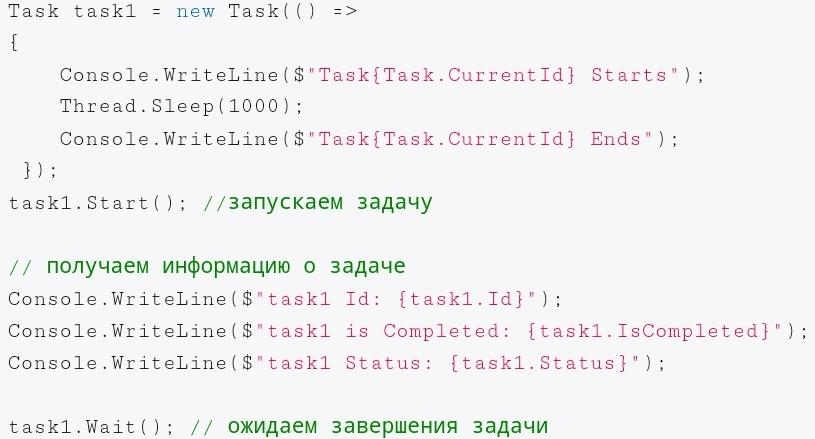 Task task1 = new Task(() =>
{
    Console.WriteLine($"Task{Task.CurrentId} Starts");
    Thread.Sleep(1000);
    Console.WriteLine($"Task{Task.CurrentId} Ends");
 });
task1.Start(); //запускаем задачу

// получаем информацию о задаче
Console.WriteLine($"task1 Id: {task1.Id}");
Console.WriteLine($"task1 is Completed: {task1.IsCompleted}");
Console.WriteLine($"task1 Status: {task1.Status}");

task1.Wait(); // ожидаем завершения задачи